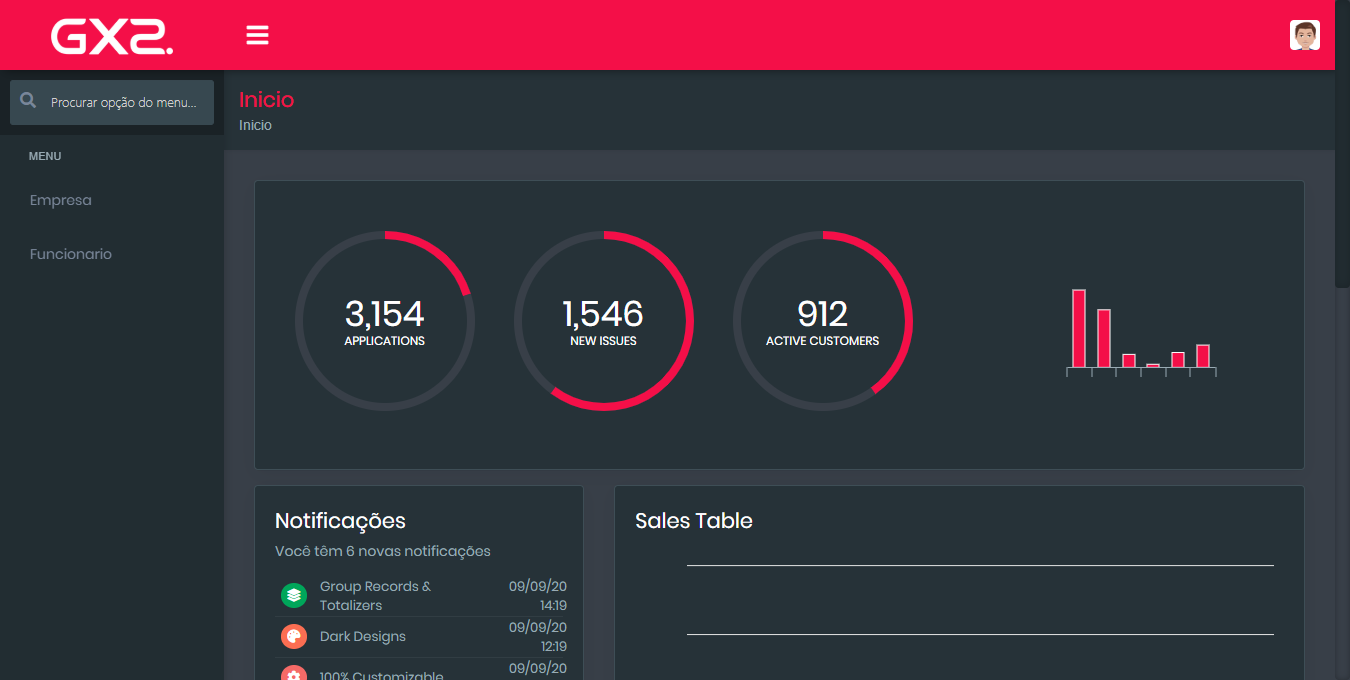 GX2.
Procurar opção do menu...
MENU
Empresa
Funcionario
Inicio
Inicio
3,154
APPLICATIONS
1,546
NEW ISSUES
912
ACTIVE CUSTOMERS
Notificações
Você têm 6 novas notificações
Group Records &
Totalizers
09/09/20
14:19
Dark Designs
09/09/20
12:19
100% Customizable
09/09/20
Sales Table